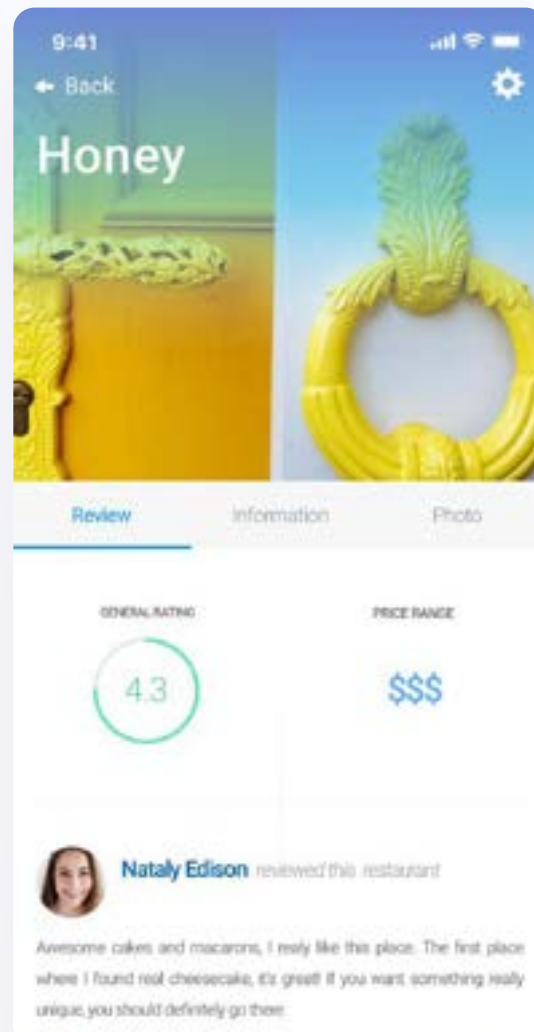 9:41
Back
Honey
Review Information Photo
GENERAL RATING PRICE RANGE
4.3 $$$
Nataly Edison reviewed this restaurant
Awesome cakes and macarons, I realy like this place. The first place
where I found real cheesecake, it's great! If you want something really
unique, you should definitely go there